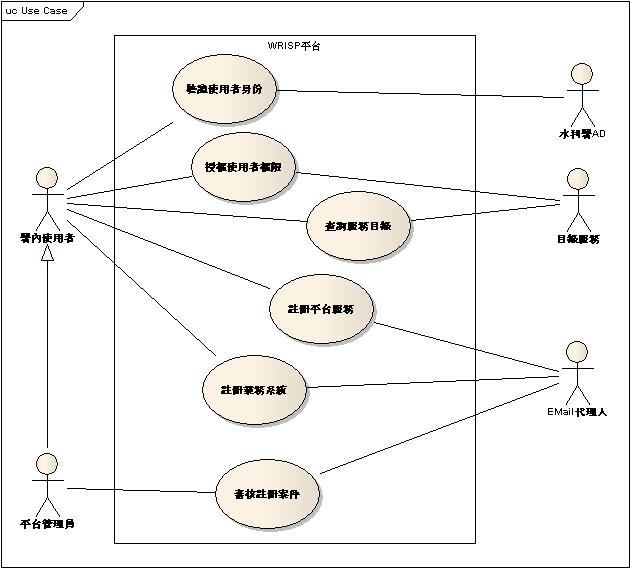 uc Use Case
WRISP平台
驗證使用者身份
水利署AD
授權使用者權限
署內使用者
查詢服務目錄
目錄服務
註冊平台服務
註冊業務系統
EMail代理人
審核註冊案件
平台管理員